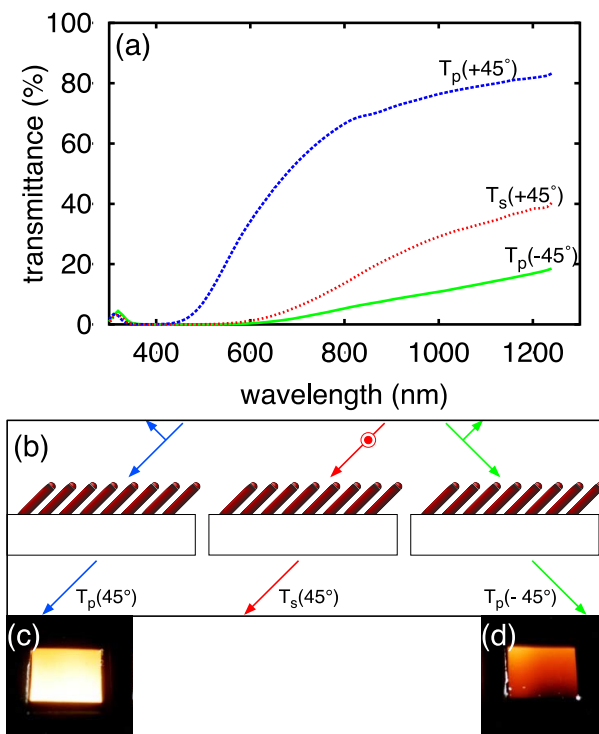 (a)
100
80
60
40
20
0
transmittance (%)
Tp(+45°)
Ts(+45°)
Tp(-45°)
400 600 800 1000 1200
wavelength (nm)
(b)
Tp(45°) Ts(45°) Tp(- 45°)
(c) (d)